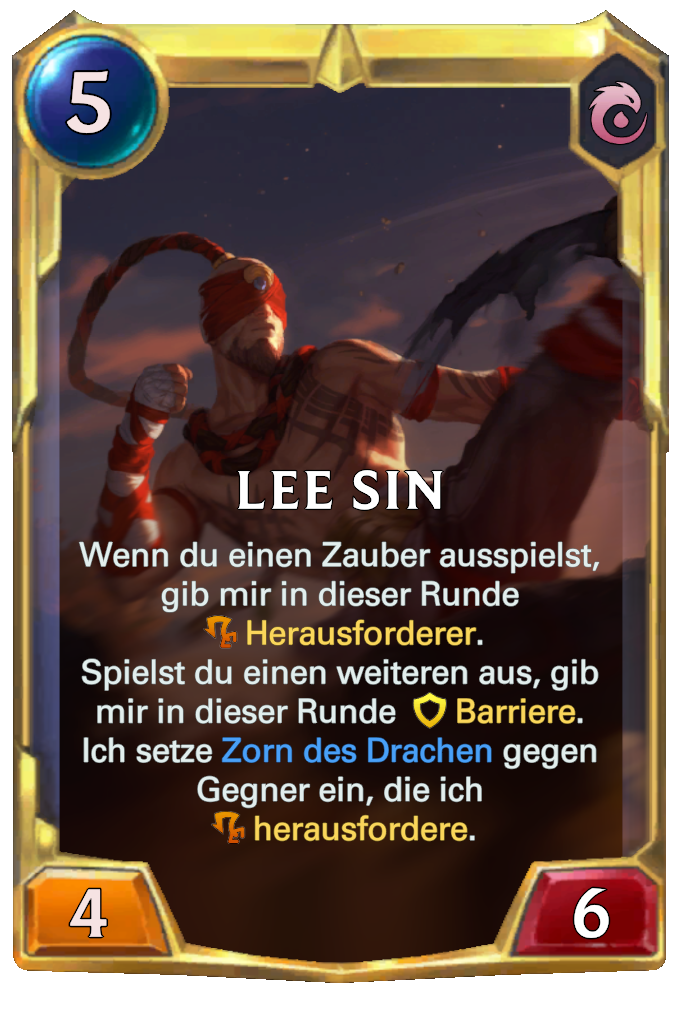 5
LEE SIN
Wenn du einen Zauber ausspielst,
gib mir in dieser Runde
Herausforderer.
Spielst du einen weiteren aus, gib
mir in dieser Runde Barriere.
Ich setze Zorn des Drachen gegen
Gegner ein, die ich
herausfordere.
4
6